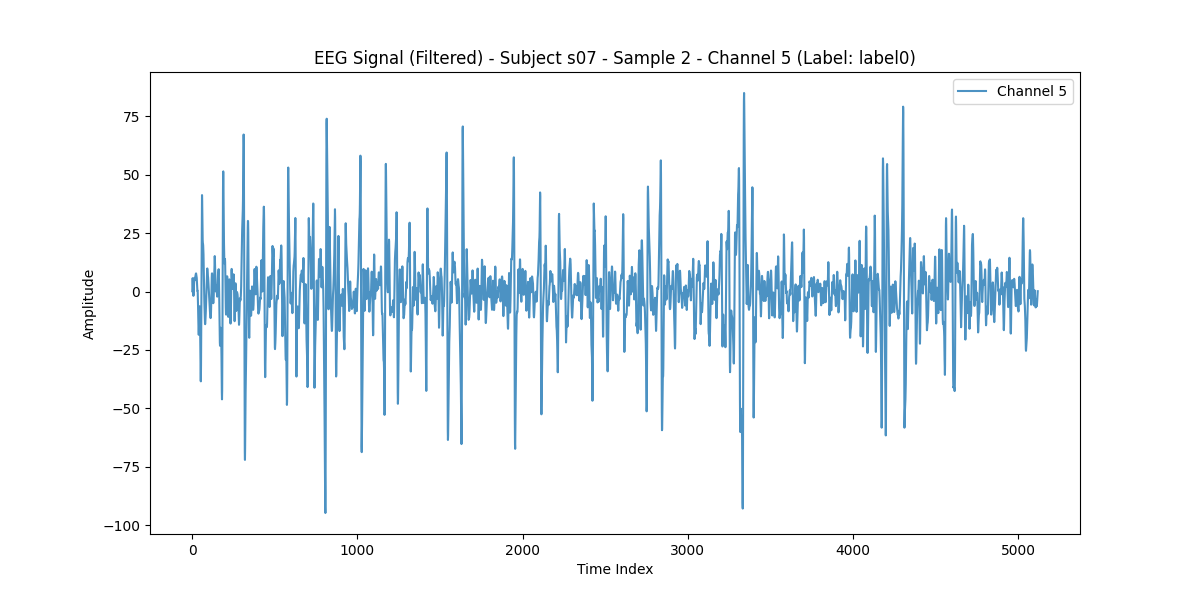 EEG Signal (Filtered) - Subject s07 - Sample 2 - Channel 5 (Label: label0)
Channel 5
75
50
25
0
−25
−50
−75
−100
Amplitude
0 1000 2000 3000 4000 5000
Time Index